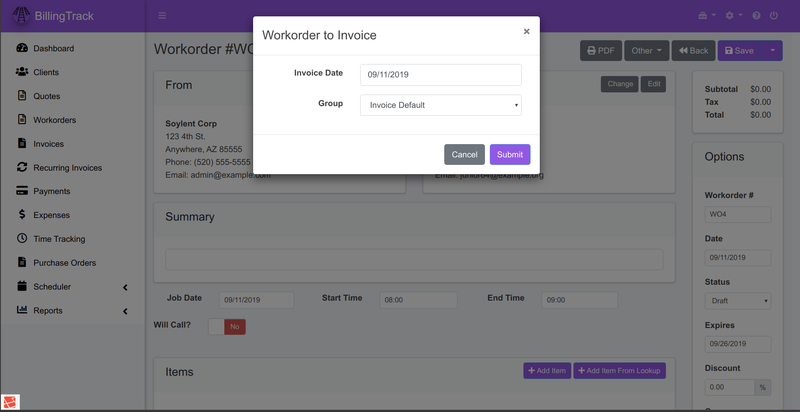 BillingTrack
Dashboard
Clients
Quotes
Workorders
Invoices
Recurring Invoices
Payments
Expenses
Time Tracking
Purchase Orders
Scheduler
Reports
Workorder #WO
PDF
Other
Back
Save
Workorder to Invoice
×
Invoice Date
09/11/2019
Group
Invoice Default
Cancel
Submit
From
Change
Edit
Soylent Corp
123 4th St.
Anywhere, AZ 85555
Phone: (520) 555-5555
Email: admin@example.com
Summary
Job Date
09/11/2019
Start Time
08:00
End Time
09:00
Will Call?
No
Items
Add Item
Add Item From Lookup
Subtotal $0.00
Tax $0.00
Total $0.00
Options
Workorder #
WO4
Date
09/11/2019
Status
Draft
Expires
09/26/2019
Discount
0.00 %